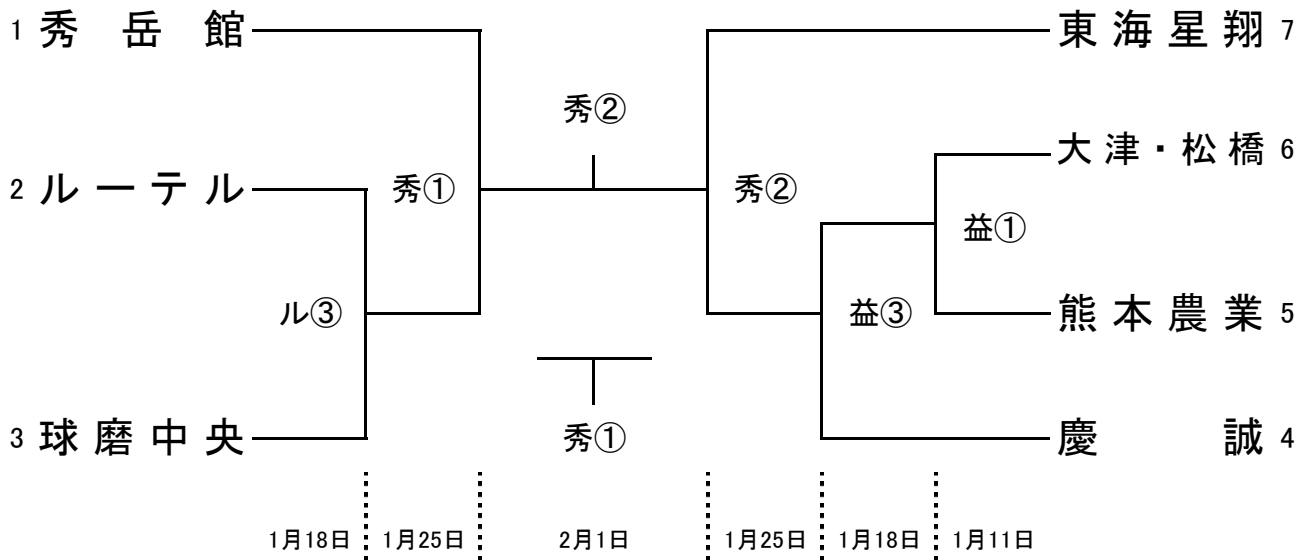 1 秀岳館
東海星翔 7
秀②
大津・松橋 6
2 ルーテル
秀①
秀②
益①
ル③
益③
熊本農業 5
3 球磨中央
秀①
慶誠 4
1月18日
1月25日
2月1日
1月25日
1月18日
1月11日